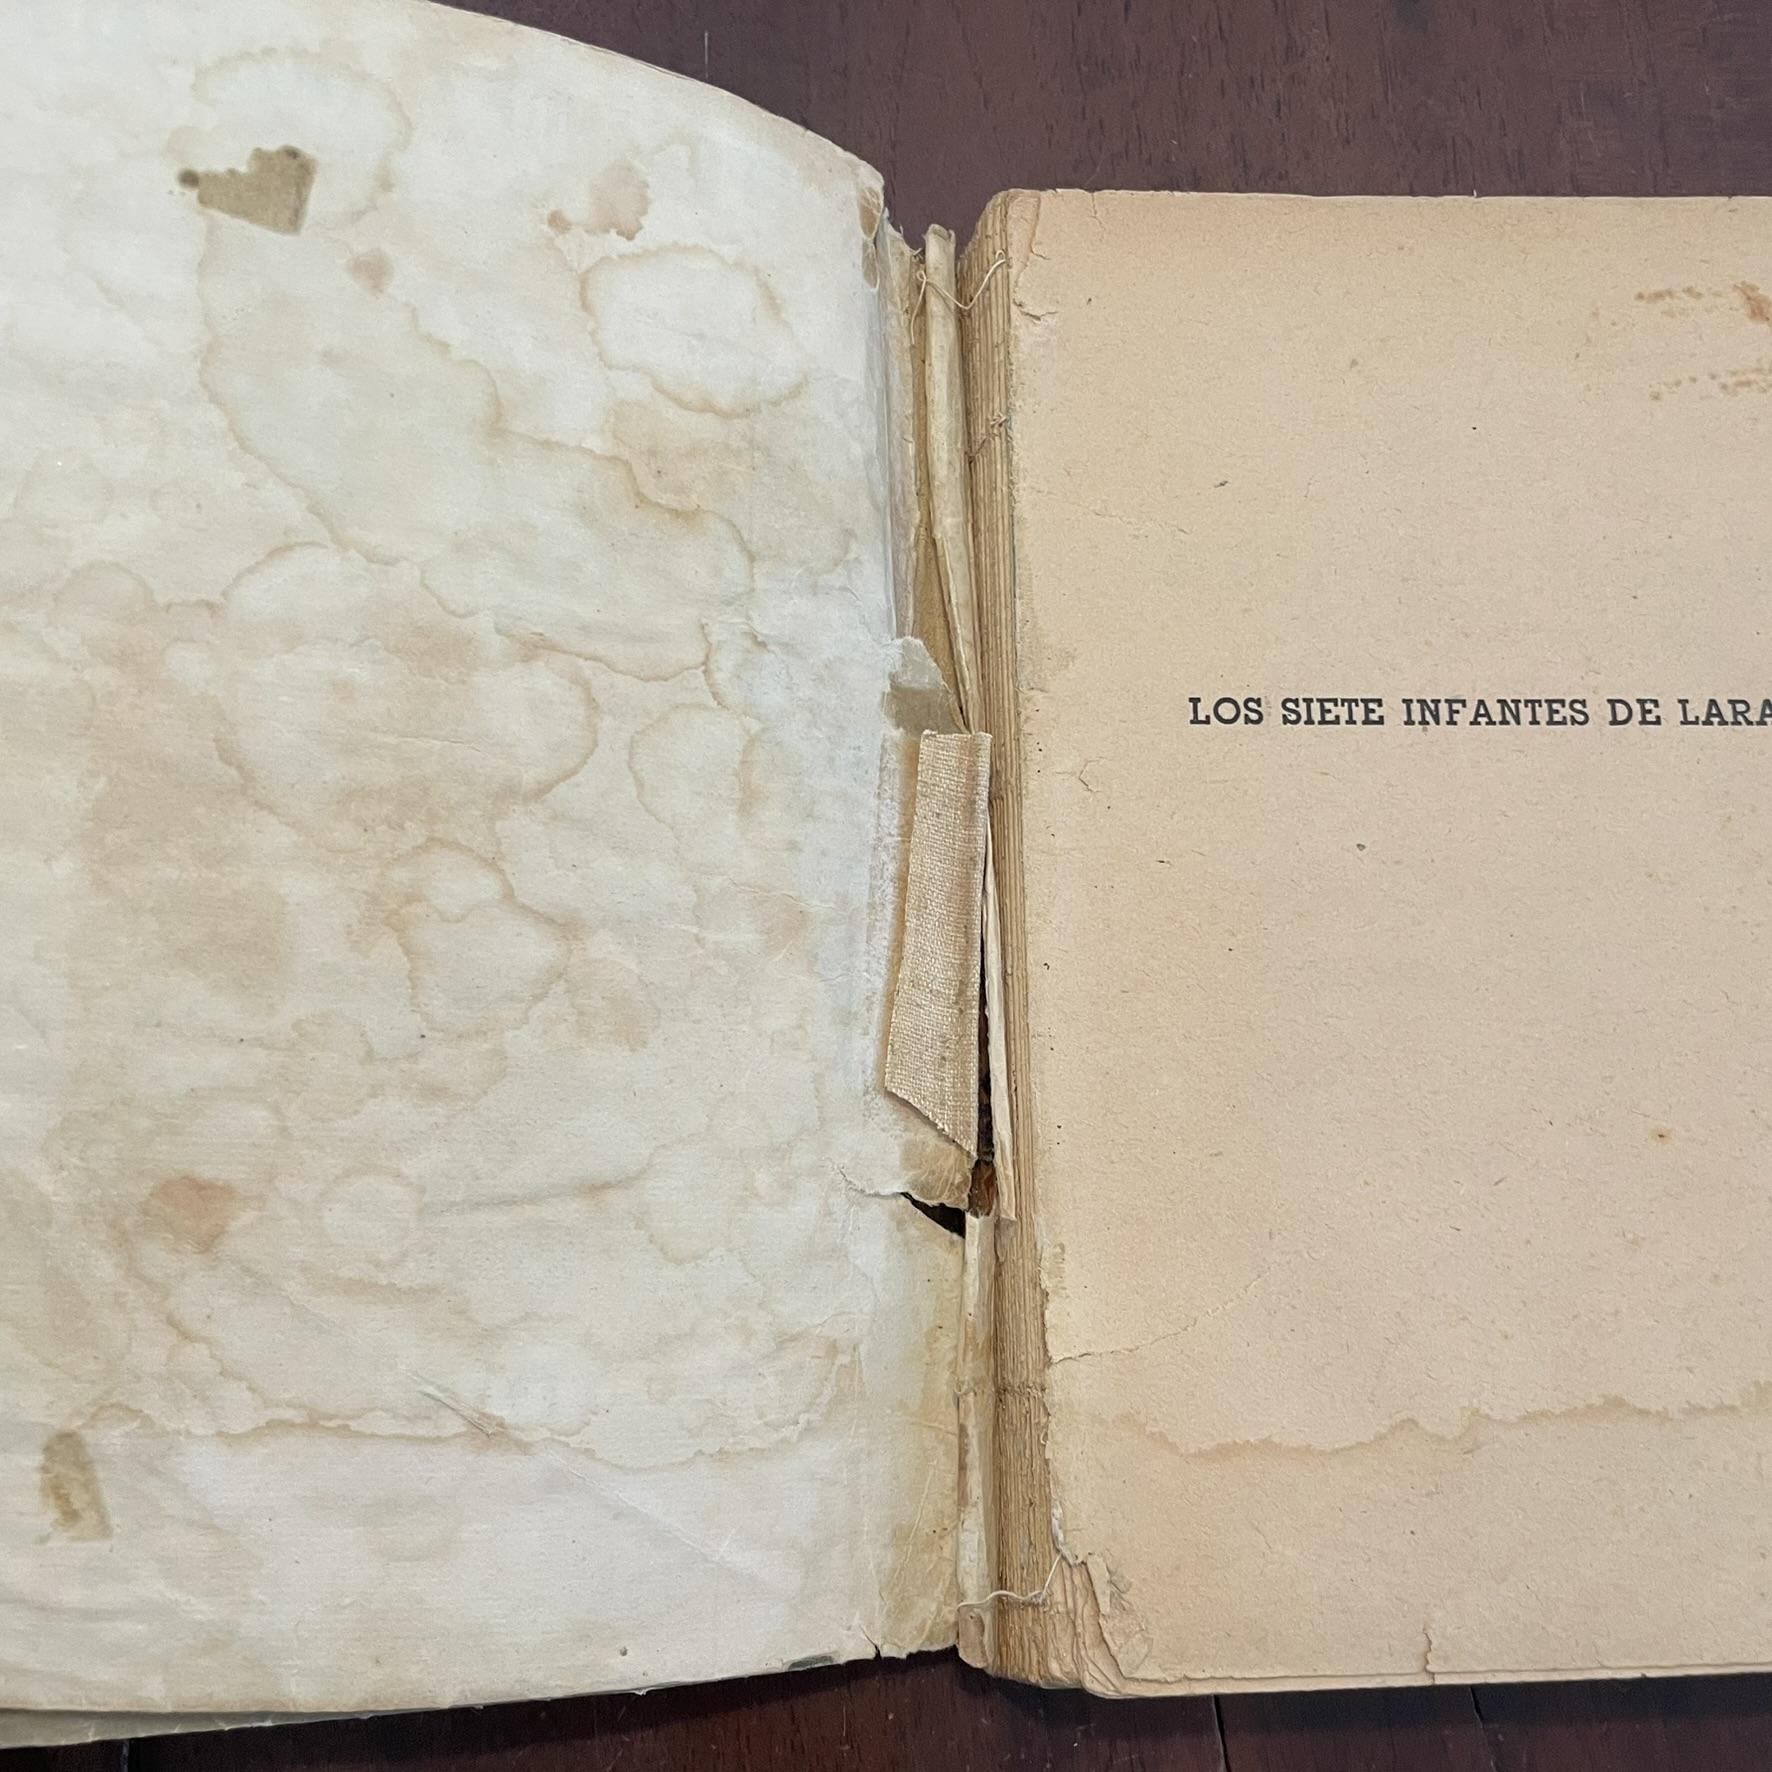 LOS SIETE INFANTES DE LARA